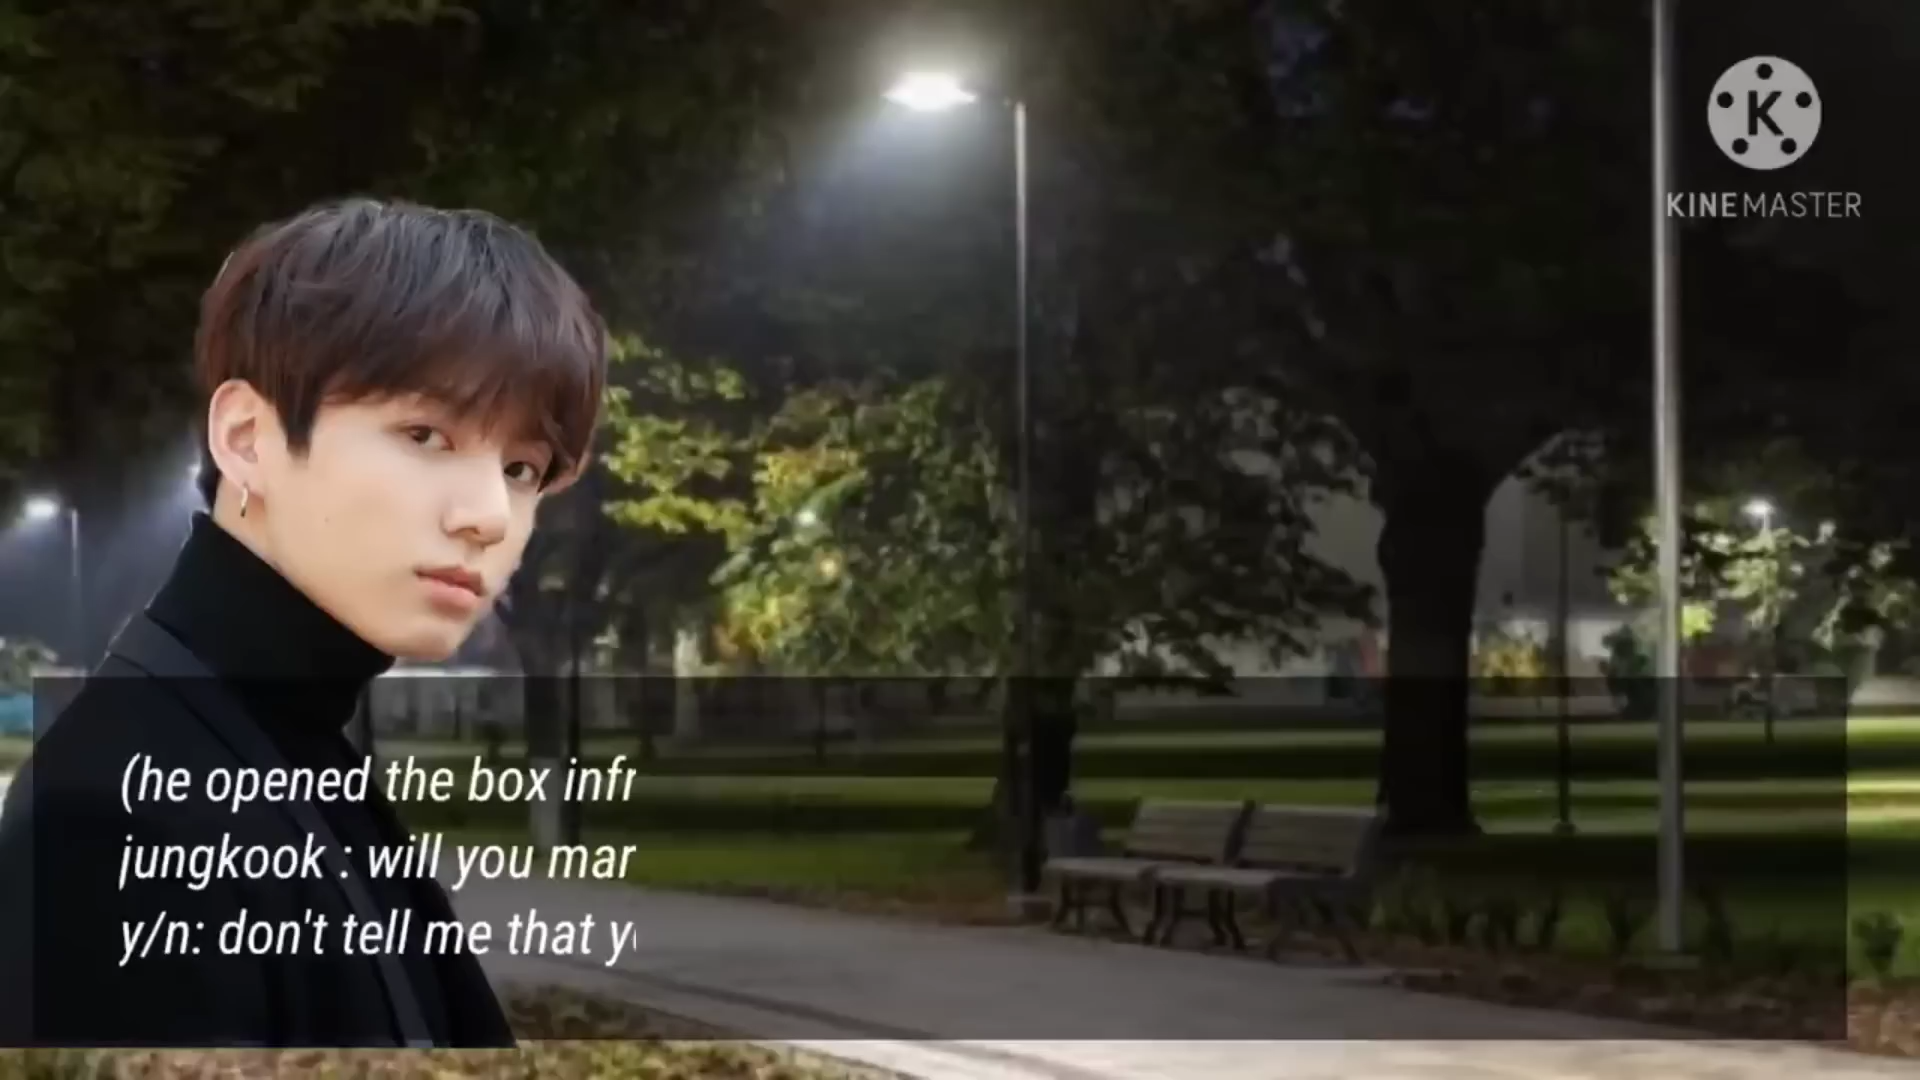 KINEMASTER
(he opened the box infr
jungkook : will you mar
y/n: don't tell me that y